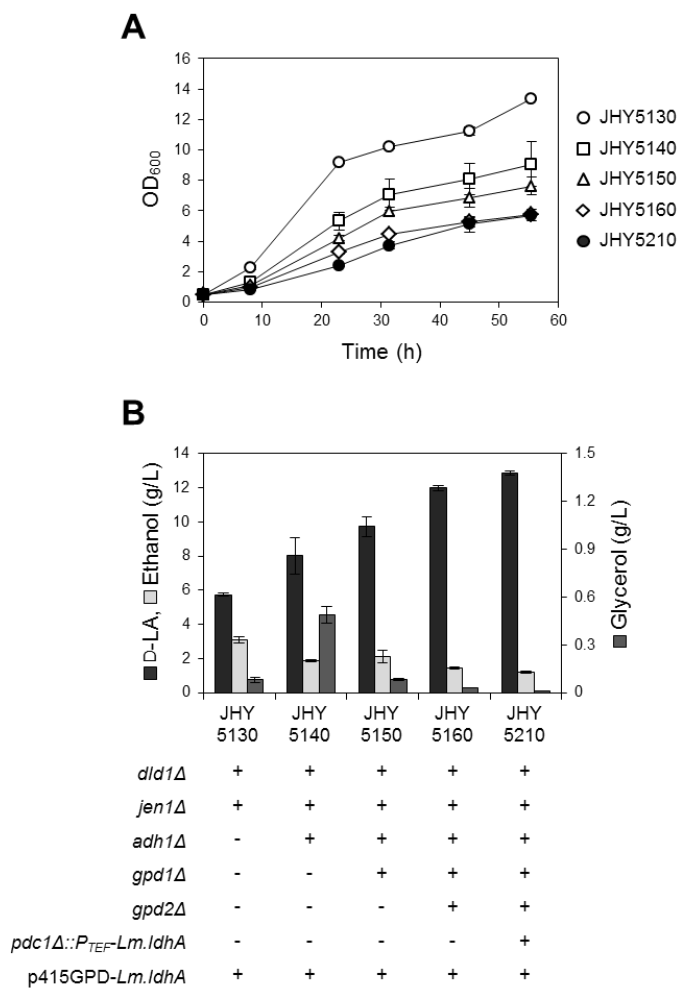 A
16
14
12
10
8
6
4
2
0
OD600
0 10 20 30 40 50 60
Time (h)
JHY5130
JHY5140
JHY5150
JHY5160
JHY5210
B
14
12
10
8
6
4
2
0
D-LA, Ethanol (g/L)
1.5
1.2
0.9
0.6
0.3
0
Glycerol (g/L)
JHY JHY JHY JHY JHY
5130 5140 5150 5160 5210
dld1Δ + + + + +
jen1Δ + + + + +
adh1Δ - + + + +
gpd1Δ - - + + +
gpd2Δ - - - + +
pdc1Δ::PTEF-Lm.ldhA - - - - +
p415GPD-Lm.ldhA + + + + +